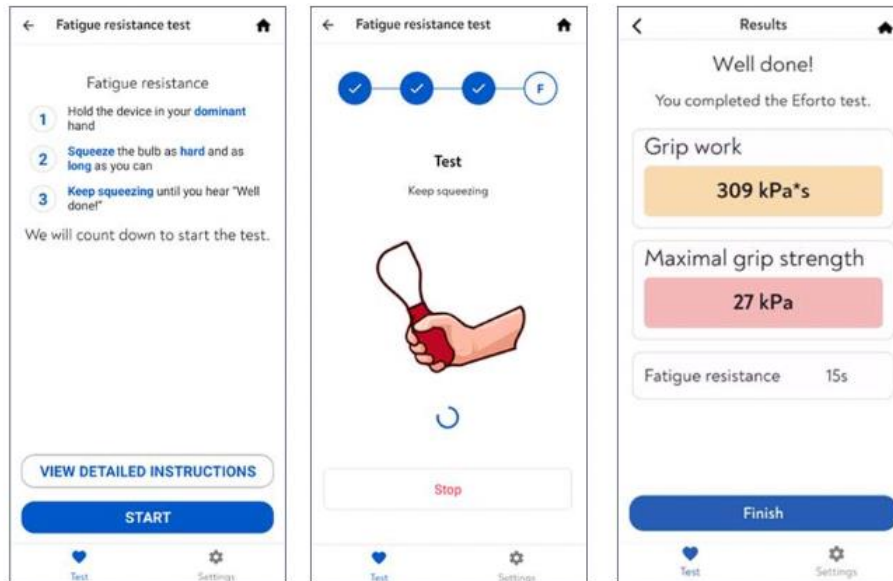 Fatigue resistance test
Fatigue resistance
1 Hold the device in your dominant
hand
2 Squeeze the bulb as hard and as
long as you can
3 Keep squeezing until you hear "Well
done!"
We will count down to start the test.
VIEW DETAILED INSTRUCTIONS
START
Test Settings
Fatigue resistance test
F
Test
Keep squeezing
Stop
Test Settings
Results
Well done!
You completed the Eforto test.
Grip work
309 kPa*s
Maximal grip strength
27 kPa
Fatigue resistance 15s
Finish
Test Settings